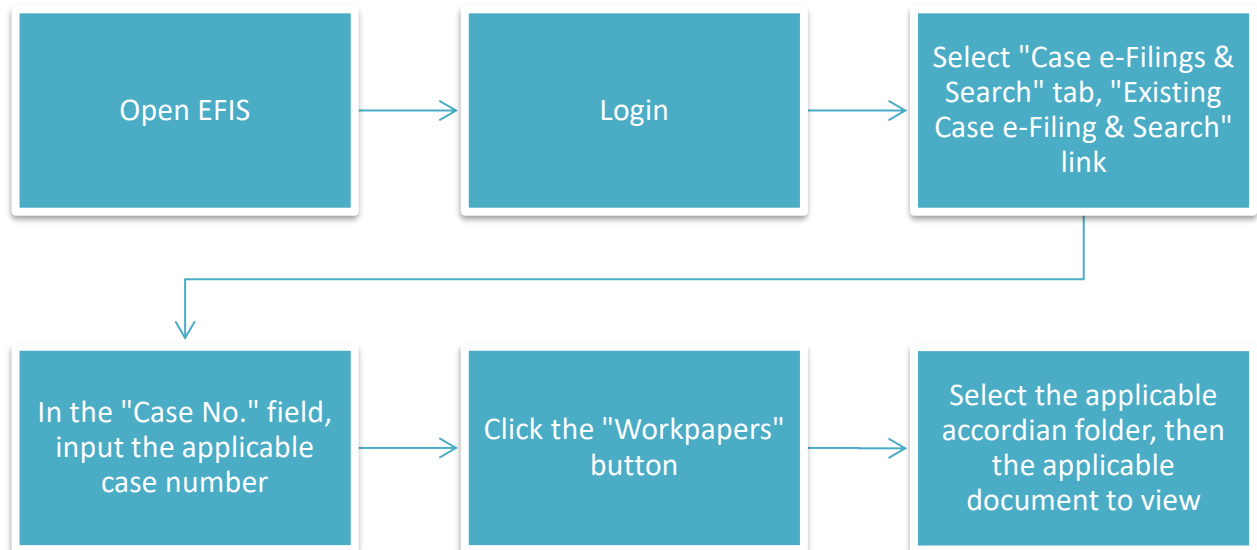 Open EFIS
Login
Select "Case e-Filings &
Search" tab, "Existing
Case e-Filing & Search"
link
In the "Case No." field,
input the applicable
case number
Click the "Workpapers"
button
Select the applicable
accordian folder, then
the applicable
document to view